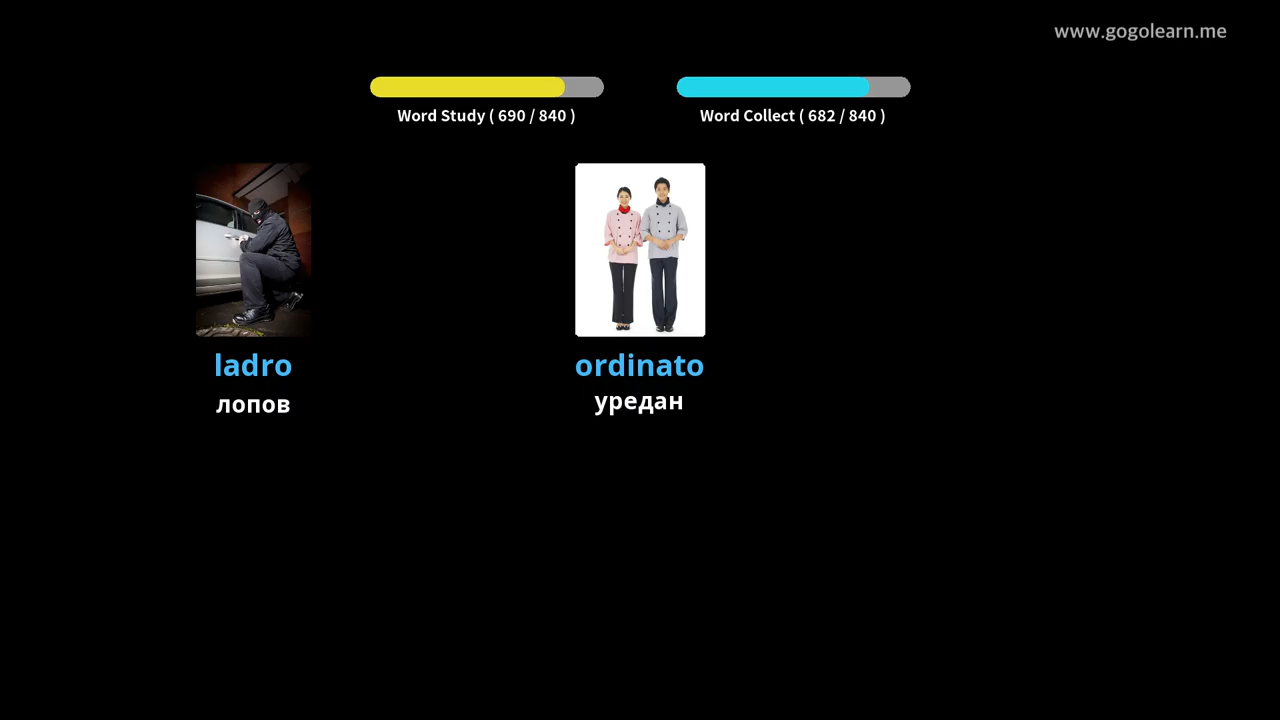 www.gogolearn.me
Word Study ( 690 / 840 )
Word Collect ( 682 / 840 )
ladro
лопов
ordinato
уредан